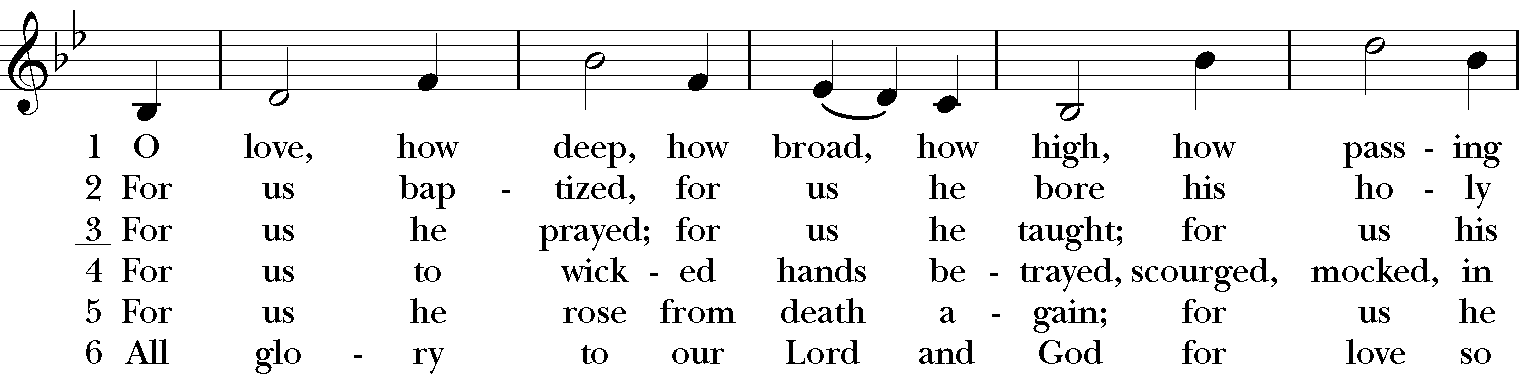 1 O love, how deep, how broad, how high, how pass - ing
2 For us bap - tized, for us he bore his ho - ly
3 For us he prayed; for us he taught; for us his
4 For us to wick - ed hands be - trayed, scourged, mocked, in
5 For us he rose from death a - gain; for us he
6 All glo - ry to our Lord and God for love so